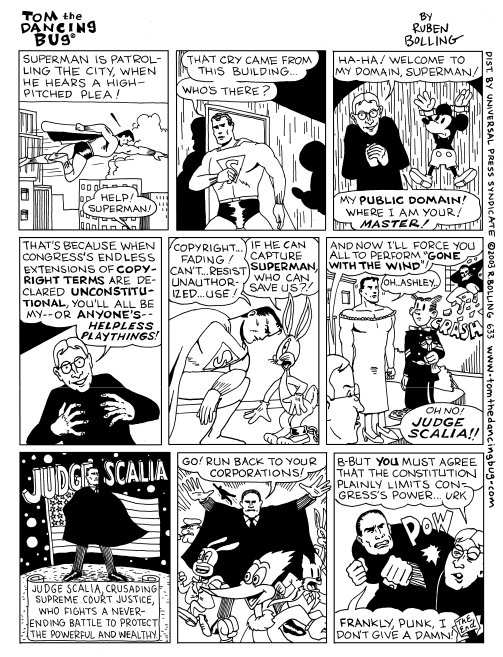 TOM the
DANCING
BUG®
BY
RUBEN
BOLLING
SUPERMAN IS PATROL-
LING THE CITY, WHEN
HE HEARS A HIGH-
PITCHED PLEA!
HELP!
SUPERMAN!
THAT CRY CAME FROM
THIS BUILDING...
WHO'S THERE?
S
HA-HA! WELCOME TO
MY DOMAIN, SUPERMAN!
MY PUBLIC DOMAIN!
WHERE I AM YOUR
MASTER!
THAT'S BECAUSE WHEN
CONGRESS'S ENDLESS
EXTENSIONS OF COPY-
RIGHT TERMS ARE DE-
CLARED UNCONSTITU-
TIONAL, YOU'LL ALL BE
MY--OR ANYONE'S--
HELPLESS
PLAYTHINGS!
COPYRIGHT...
FADING!
CAN'T...RESIST
UNAUTHOR-
IZED...USE!
IF HE CAN
CAPTURE
SUPERMAN,
WHO CAN
SAVE US?!
AND NOW I'LL FORCE YOU
ALL TO PERFORM "GONE
WITH THE WIND"!
OH..ASHLEY..
CRASH
OH NO!
JUDGE
SCALIA!!
JUDGE SCALIA
JUDGE SCALIA, CRUSADING
SUPREME COURT JUSTICE,
WHO FIGHTS A NEVER-
ENDING BATTLE TO PROTECT
THE POWERFUL AND WEALTHY.
GO! RUN BACK TO YOUR
CORPORATIONS!
B-BUT YOU MUST AGREE
THAT THE CONSTITUTION
PLAINLY LIMITS CON-
GRESS'S POWER... URK
POW
FRANKLY, PUNK, I
DON'T GIVE A DAMN!
THE
END
DIST. BY UNIVERSAL PRESS SYNDICATE ©2003 R.BOLLING 633 www.tomthedancingbug.com